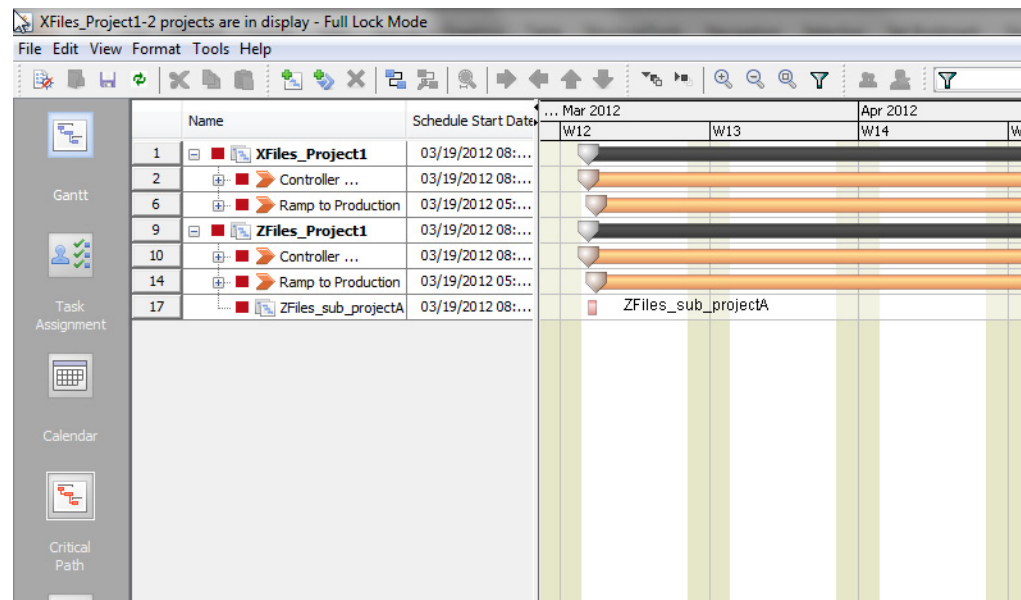 XFiles_Project1-2 projects are in display - Full Lock Mode
File Edit View Format Tools Help
Name Schedule Start Date ... Mar 2012 Apr 2012
W12 W13 W14 W
1 XFiles_Project1 03/19/2012 08:...
2 Controller ... 03/19/2012 08:...
6 Ramp to Production 03/19/2012 05:...
9 ZFiles_Project1 03/19/2012 08:...
10 Controller ... 03/19/2012 08:...
14 Ramp to Production 03/19/2012 05:...
17 ZFiles_sub_projectA 03/19/2012 08:... ZFiles_sub_projectA
Gantt
Task
Assignment
Calendar
Critical
Path